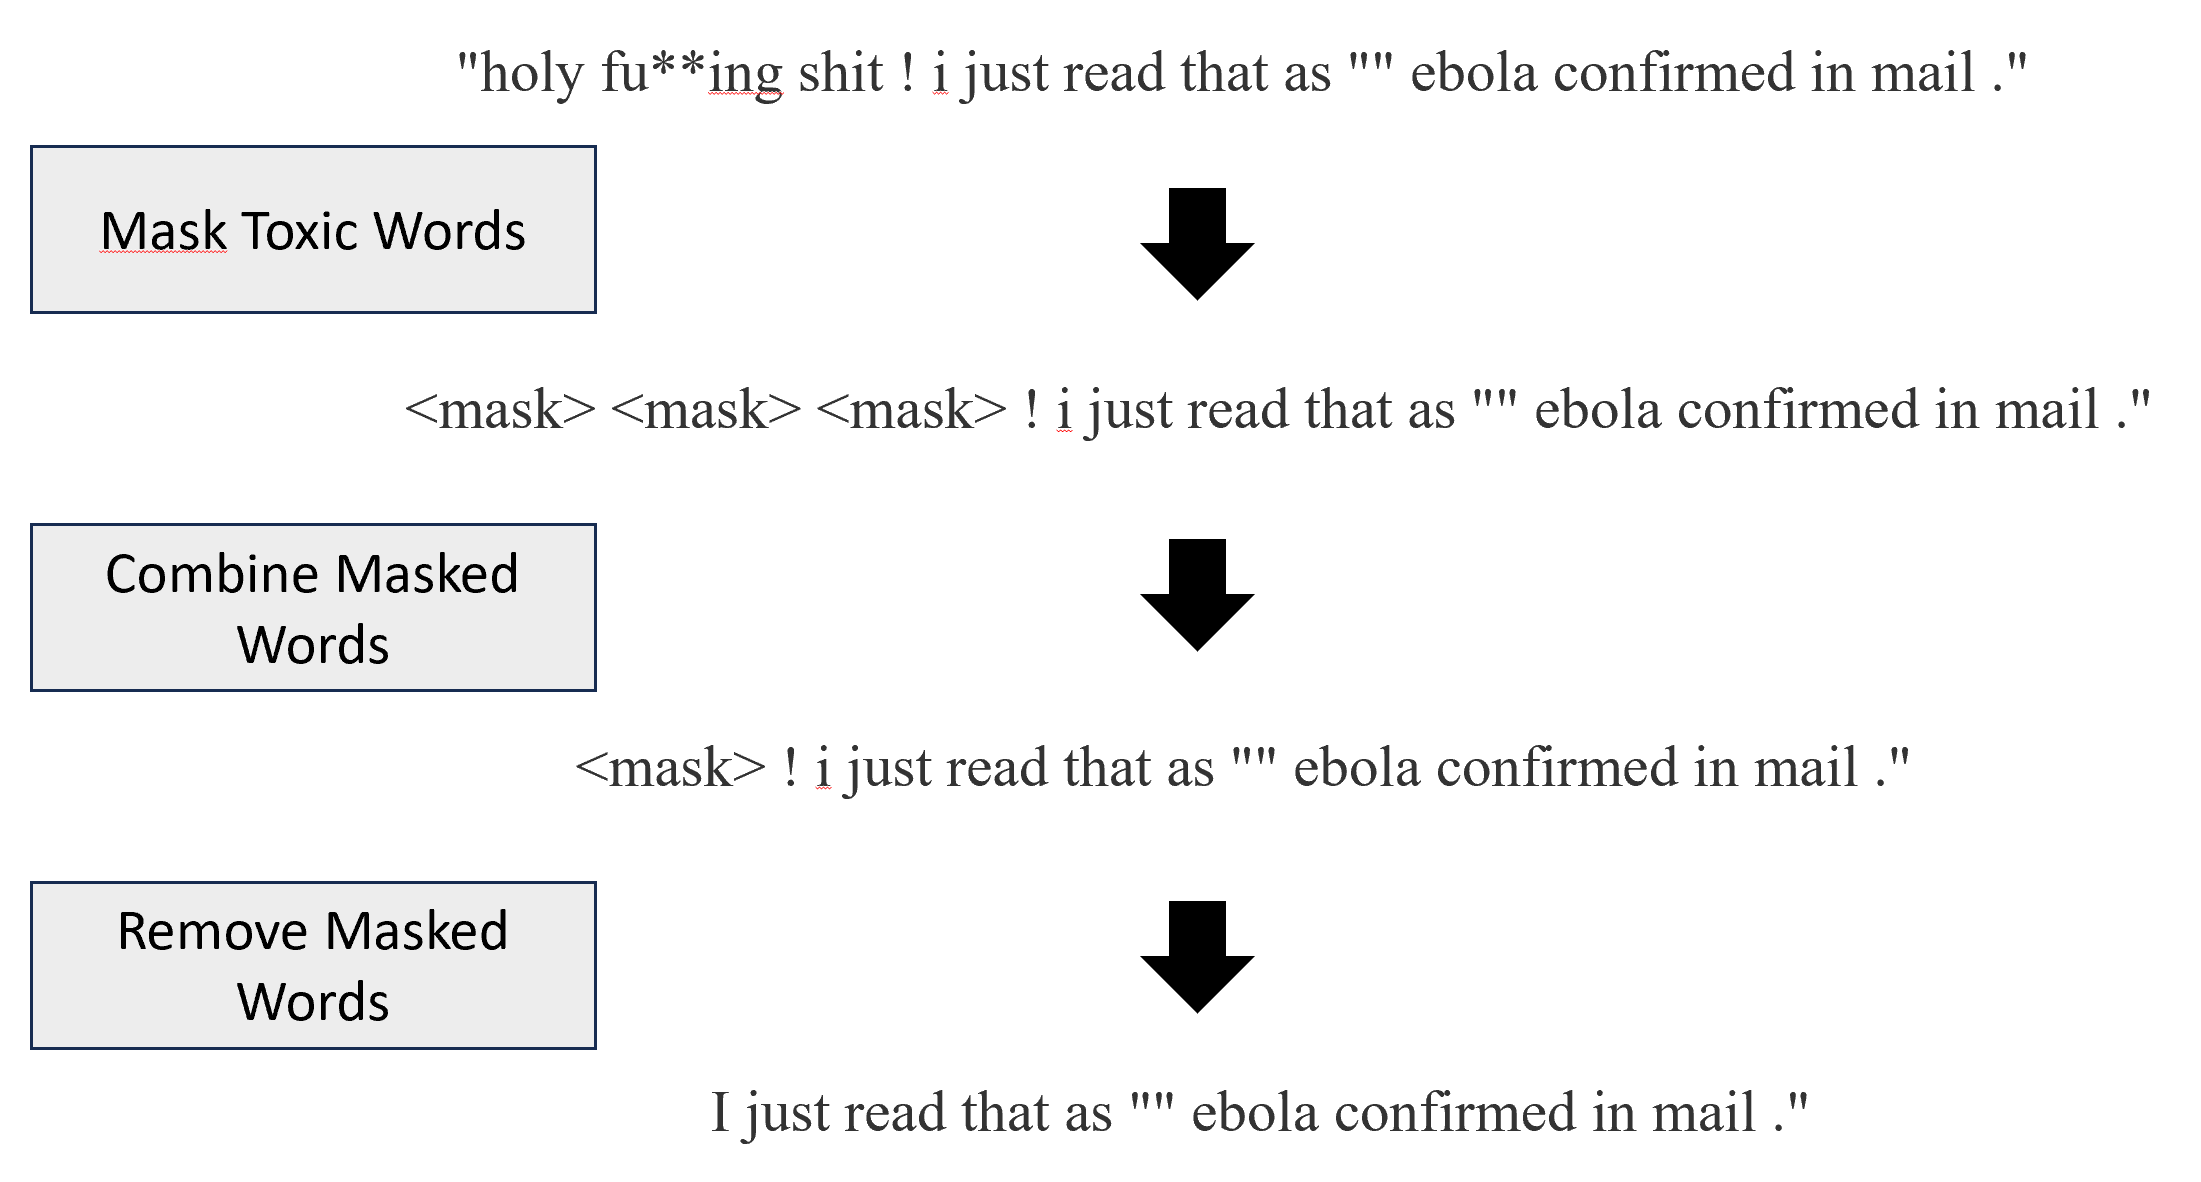 "holy fu**ing shit ! i just read that as "" ebola confirmed in mail ."
Mask Toxic Words
<mask> <mask> <mask> ! i just read that as "" ebola confirmed in mail ."
Combine Masked
Words
<mask> ! i just read that as "" ebola confirmed in mail ."
Remove Masked
Words
I just read that as "" ebola confirmed in mail ."